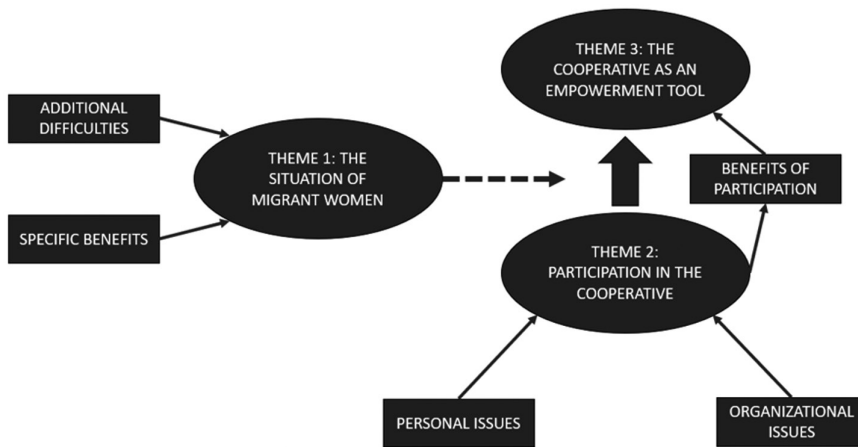 THEME 3: THE
COOPERATIVE AS AN
EMPOWERMENT TOOL
ADDITIONAL
DIFFICULTIES
THEME 1: THE
SITUATION OF
MIGRANT WOMEN
BENEFITS OF
PARTICIPATION
SPECIFIC BENEFITS
THEME 2:
PARTICIPATION IN THE
COOPERATIVE
PERSONAL ISSUES
ORGANIZATIONAL
ISSUES